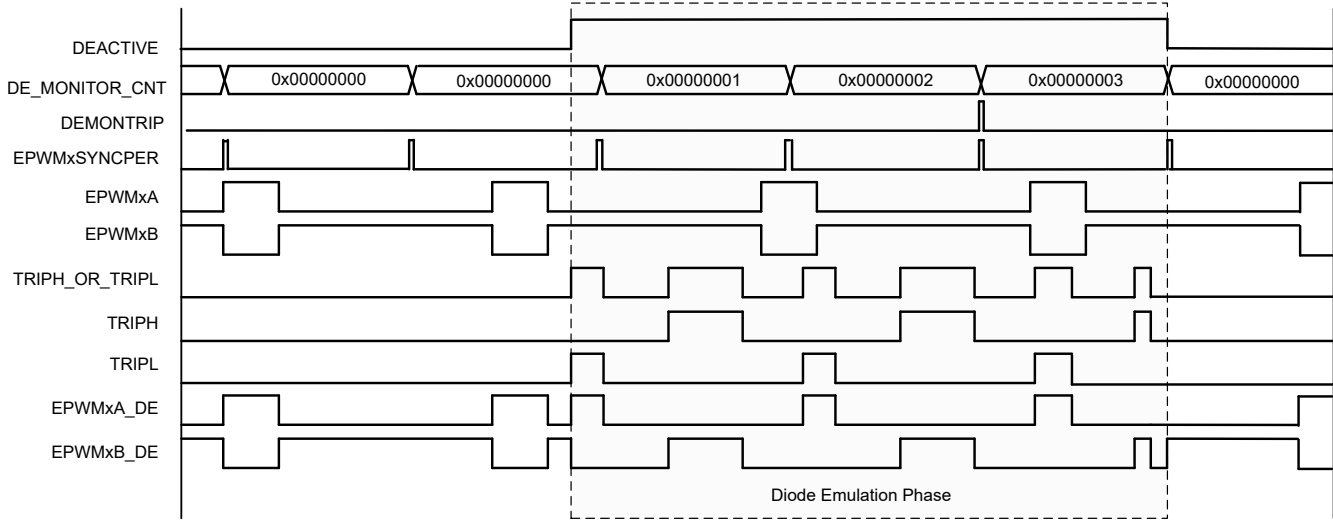 DEACTIVE
DE_MONITOR_CNT 0x00000000 0x00000000 0x00000001 0x00000002 0x00000003 0x00000000
DEMONTRIP
EPWMxSYNCPER
EPWMxA
EPWMxB
TRIPH_OR_TRIPL
TRIPH
TRIPL
EPWMxA_DE
EPWMxB_DE
Diode Emulation Phase